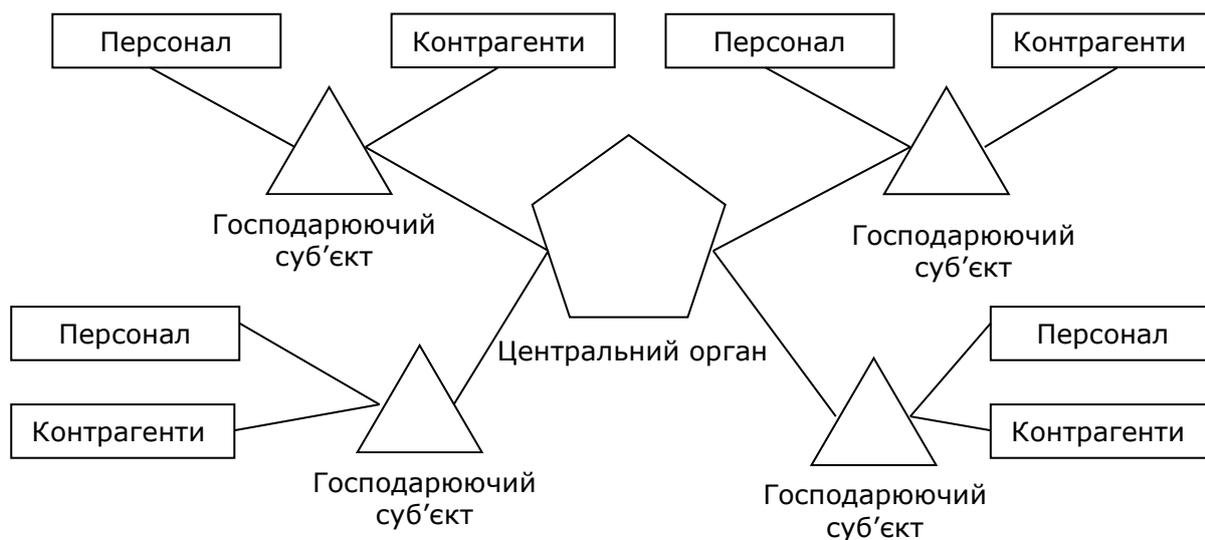 Персонал
Контрагенти
Персонал
Контрагенти
Господарюючий
суб’єкт
Господарюючий
суб’єкт
Персонал
Центральний орган
Персонал
Контрагенти
Контрагенти
Господарюючий
суб’єкт
Господарюючий
суб’єкт